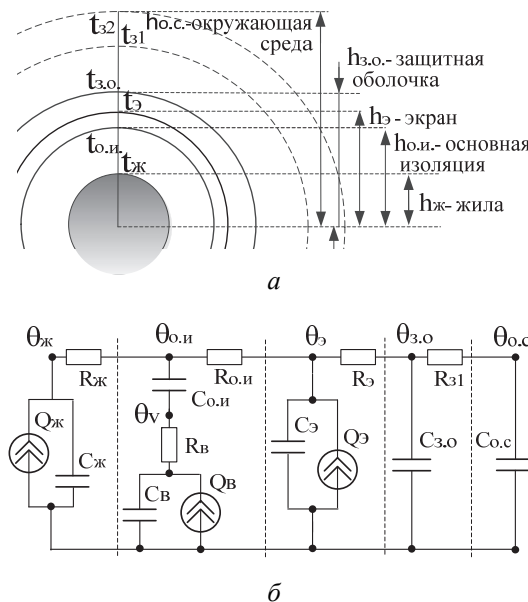 tз2 hо.с.-окружающая
среда
tз1
hз.о.- защитная
оболочка
tз.о.
tэ
hэ - экран
tо.и.
hо.и.- основная
изоляция
tж
hж- жила
а
θж θо.и θэ θз.о θо.с
Rж Rо.и Rэ Rз1
Cо.и
θv
Qж Cэ Qэ
Rв
Cж Cз.о Cо.с
Cв Qв
б